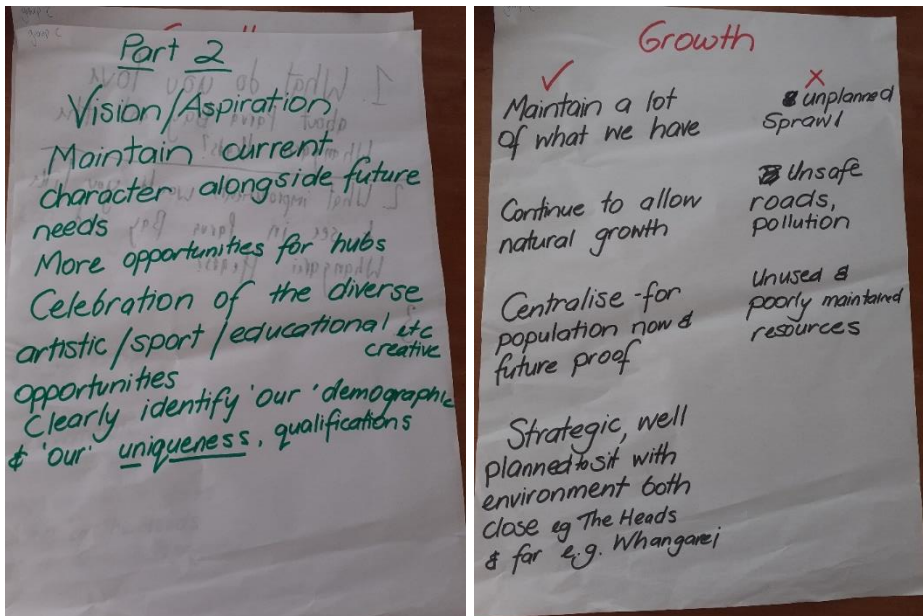 Part 2
Vision/Aspiration
Maintain current
character alongside future
needs
More opportunities for hubs
Celebration of the diverse
artistic/sport/educational etc
creative
opportunities
Clearly identify 'our' demographic
& 'our' uniqueness, qualifications
Growth
✓
Maintain a lot
of what we have
Continue to allow
natural growth
Centralise - for
population now &
future proof
Strategic, well
planned to sit with
environment both
close eg The Heads
& far e.g. Whangarei
x
unplanned
Sprawl
Unsafe
roads,
pollution
Unused &
poorly maintained
resources